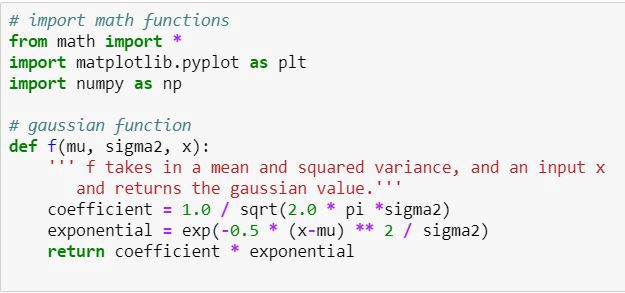 # import math functions
from math import *
import matplotlib.pyplot as plt
import numpy as np
# gaussian function
def f(mu, sigma2, x):
''' f takes in a mean and squared variance, and an input x
and returns the gaussian value.'''
coefficient = 1.0 / sqrt(2.0 * pi *sigma2)
exponential = exp(-0.5 * (x-mu) ** 2 / sigma2)
return coefficient * exponential